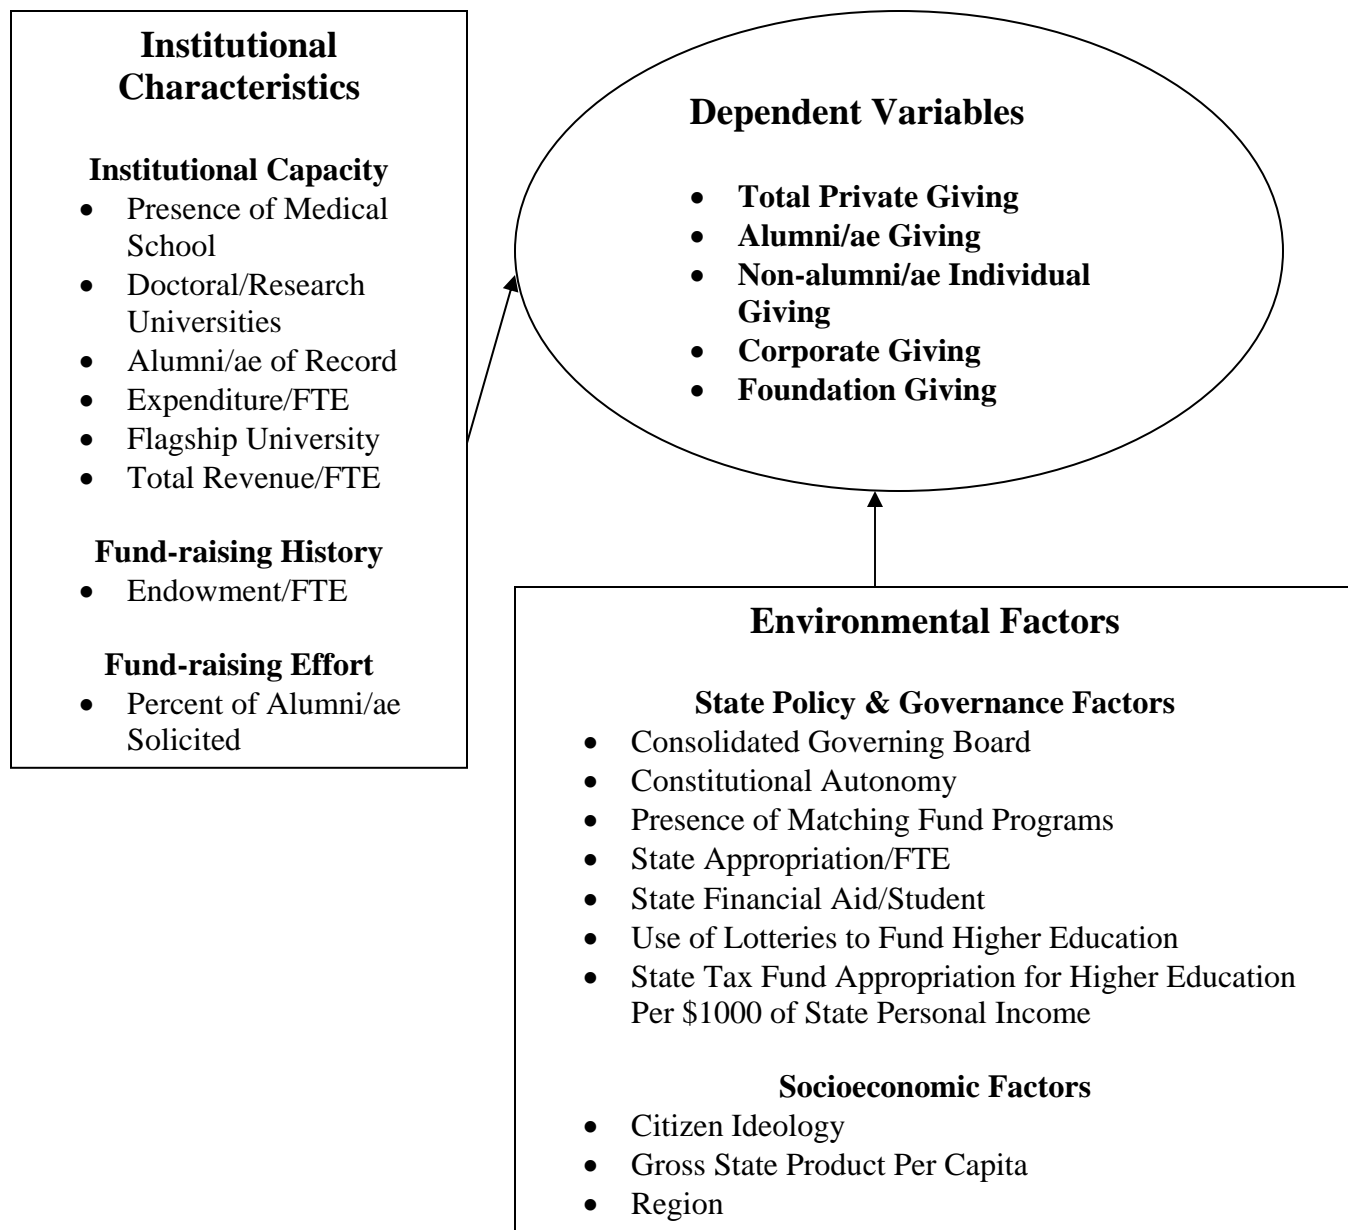 Institutional
Characteristics
Institutional Capacity
• Presence of Medical
School
• Doctoral/Research
Universities
• Alumni/ae of Record
• Expenditure/FTE
• Flagship University
• Total Revenue/FTE
Fund-raising History
• Endowment/FTE
Fund-raising Effort
• Percent of Alumni/ae
Solicited
Dependent Variables
• Total Private Giving
• Alumni/ae Giving
• Non-alumni/ae Individual
Giving
• Corporate Giving
• Foundation Giving
Environmental Factors
State Policy & Governance Factors
• Consolidated Governing Board
• Constitutional Autonomy
• Presence of Matching Fund Programs
• State Appropriation/FTE
• State Financial Aid/Student
• Use of Lotteries to Fund Higher Education
• State Tax Fund Appropriation for Higher Education
Per $1000 of State Personal Income
Socioeconomic Factors
• Citizen Ideology
• Gross State Product Per Capita
• Region